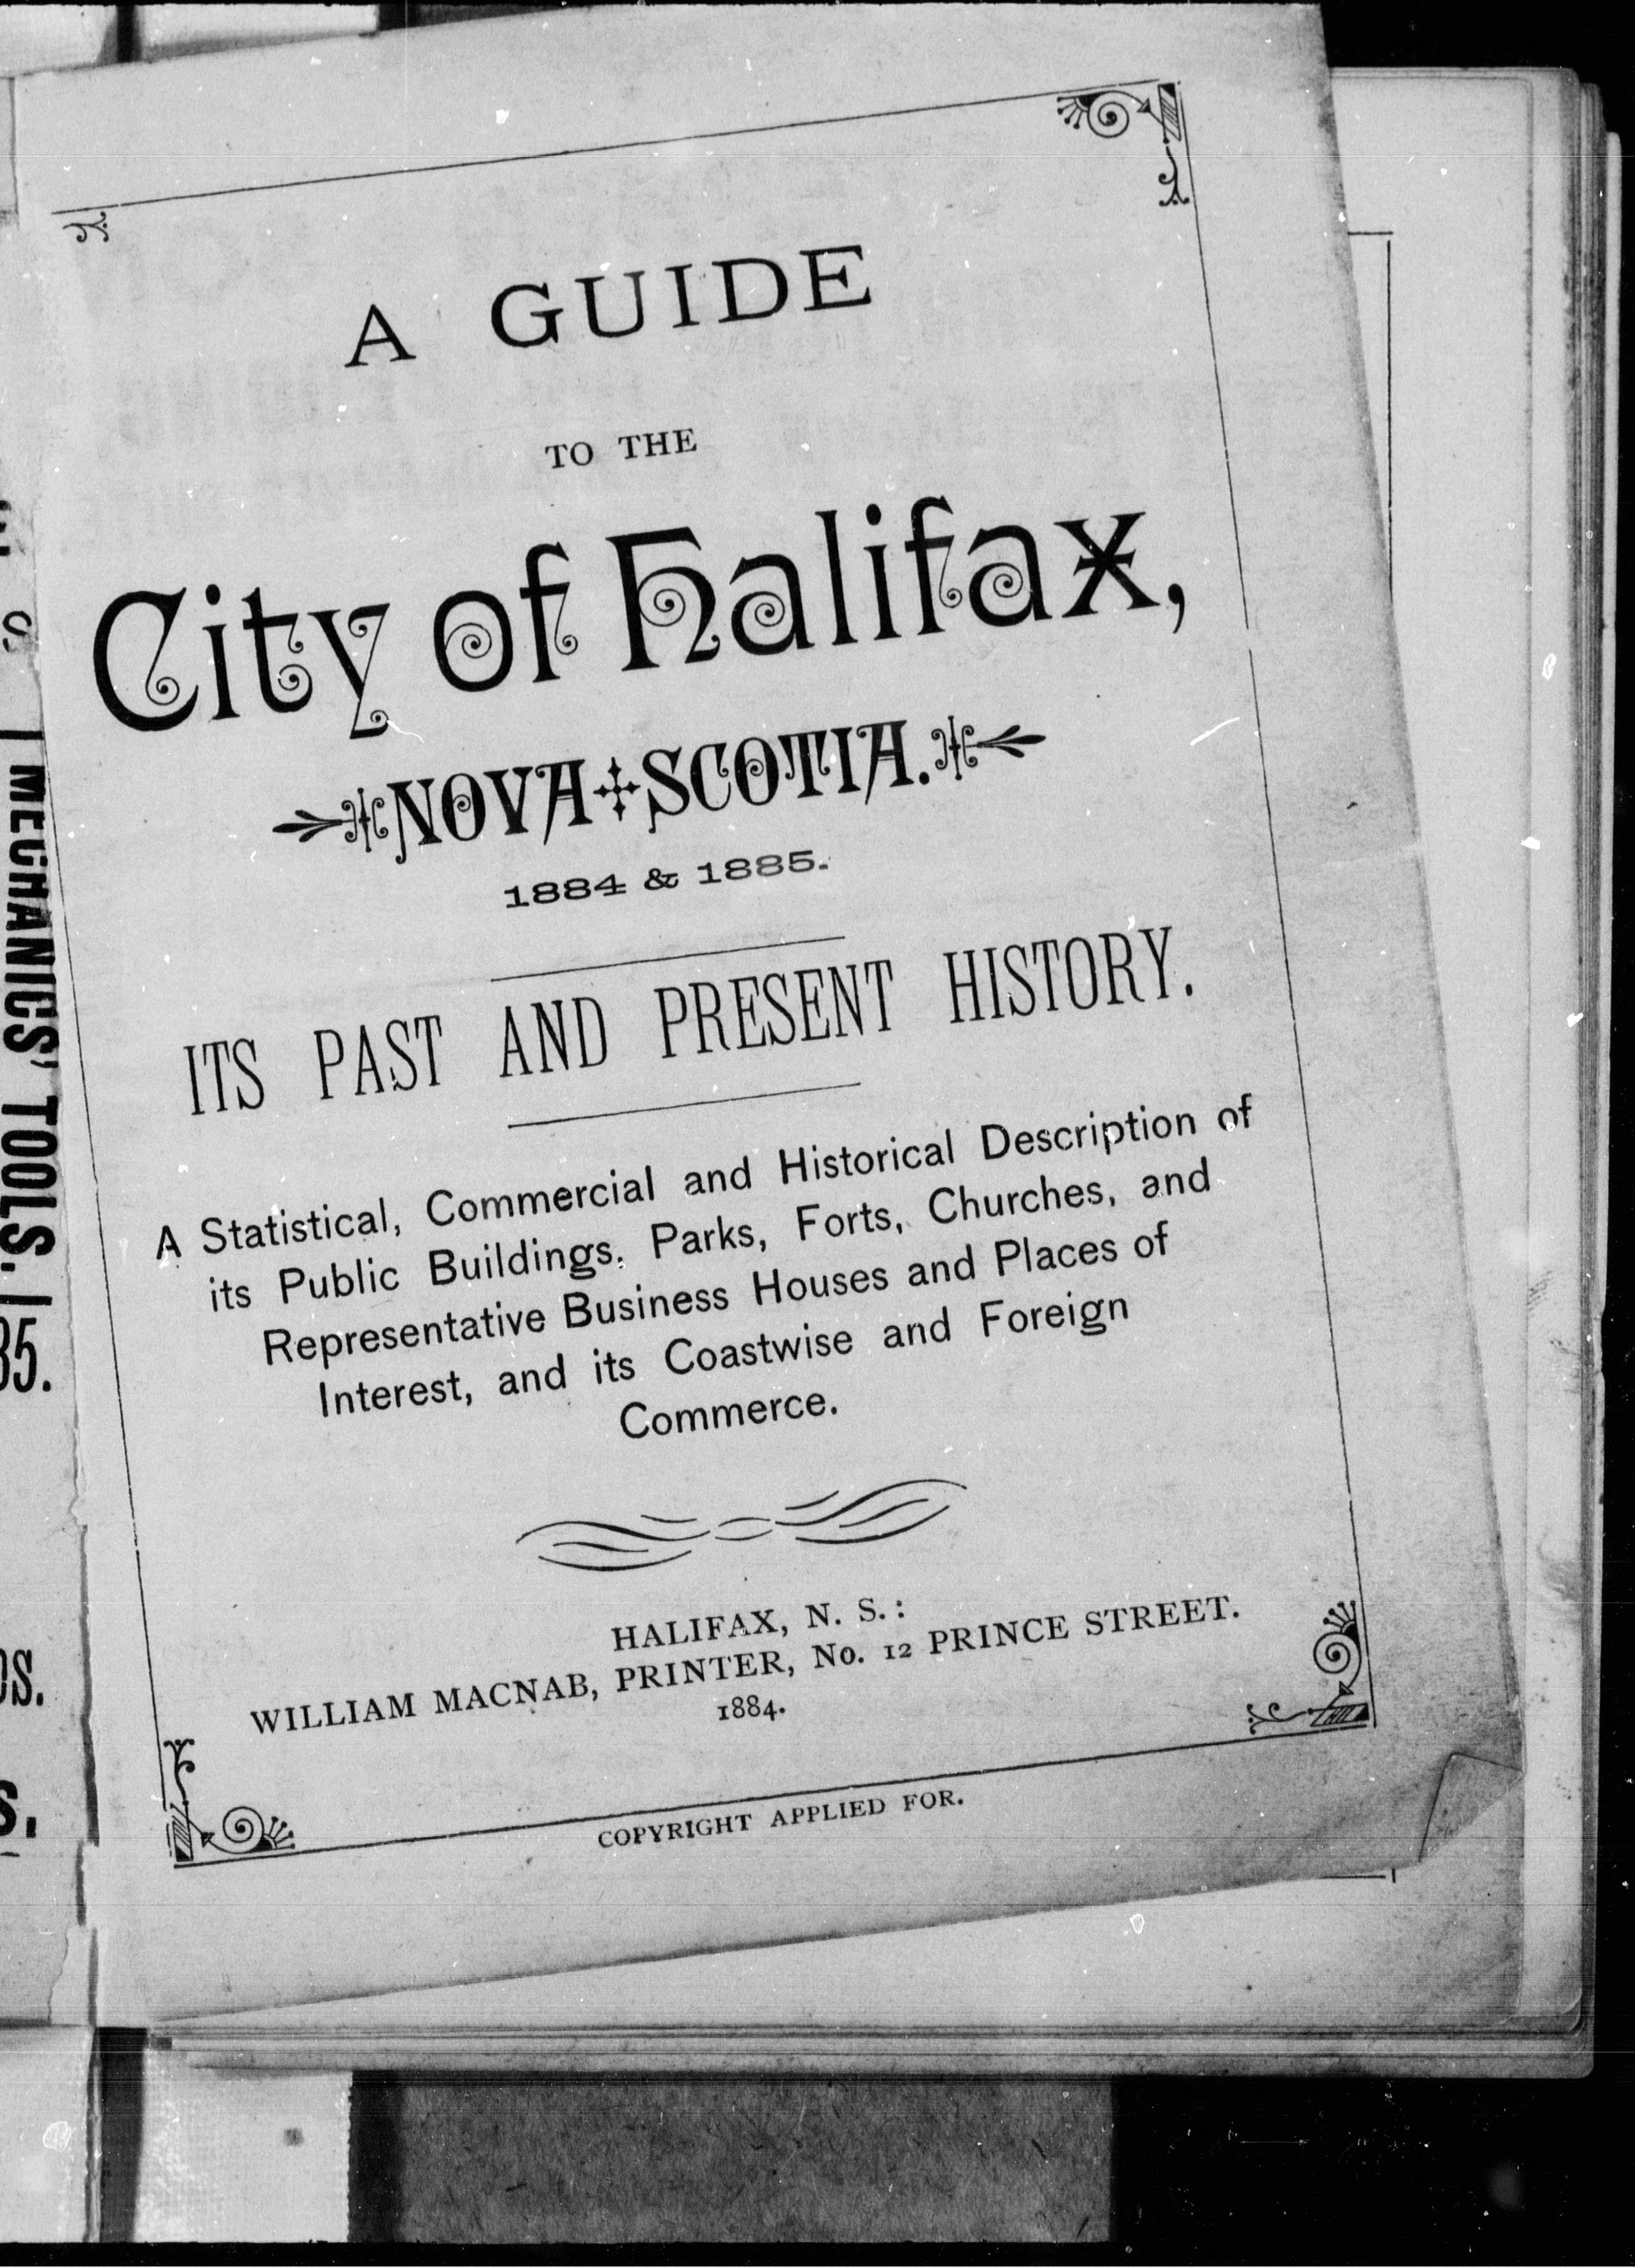 A GUIDE
TO THE
City of Halifax,
NOVA SCOTIA.
1884 & 1885.
ITS PAST AND PRESENT HISTORY.
A Statistical, Commercial and Historical Description of
its Public Buildings, Parks, Forts, Churches, and
Representative Business Houses and Places of
Interest, and its Coastwise and Foreign
Commerce.
HALIFAX, N. S.:
WILLIAM MACNAB, PRINTER, No. 12 PRINCE STREET.
1884.
COPYRIGHT APPLIED FOR.
MECHANICS' TOOLS.